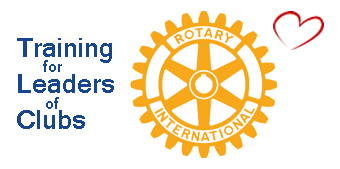 Training
for
Leaders
of
Clubs
ROTARY
INTERNATIONAL